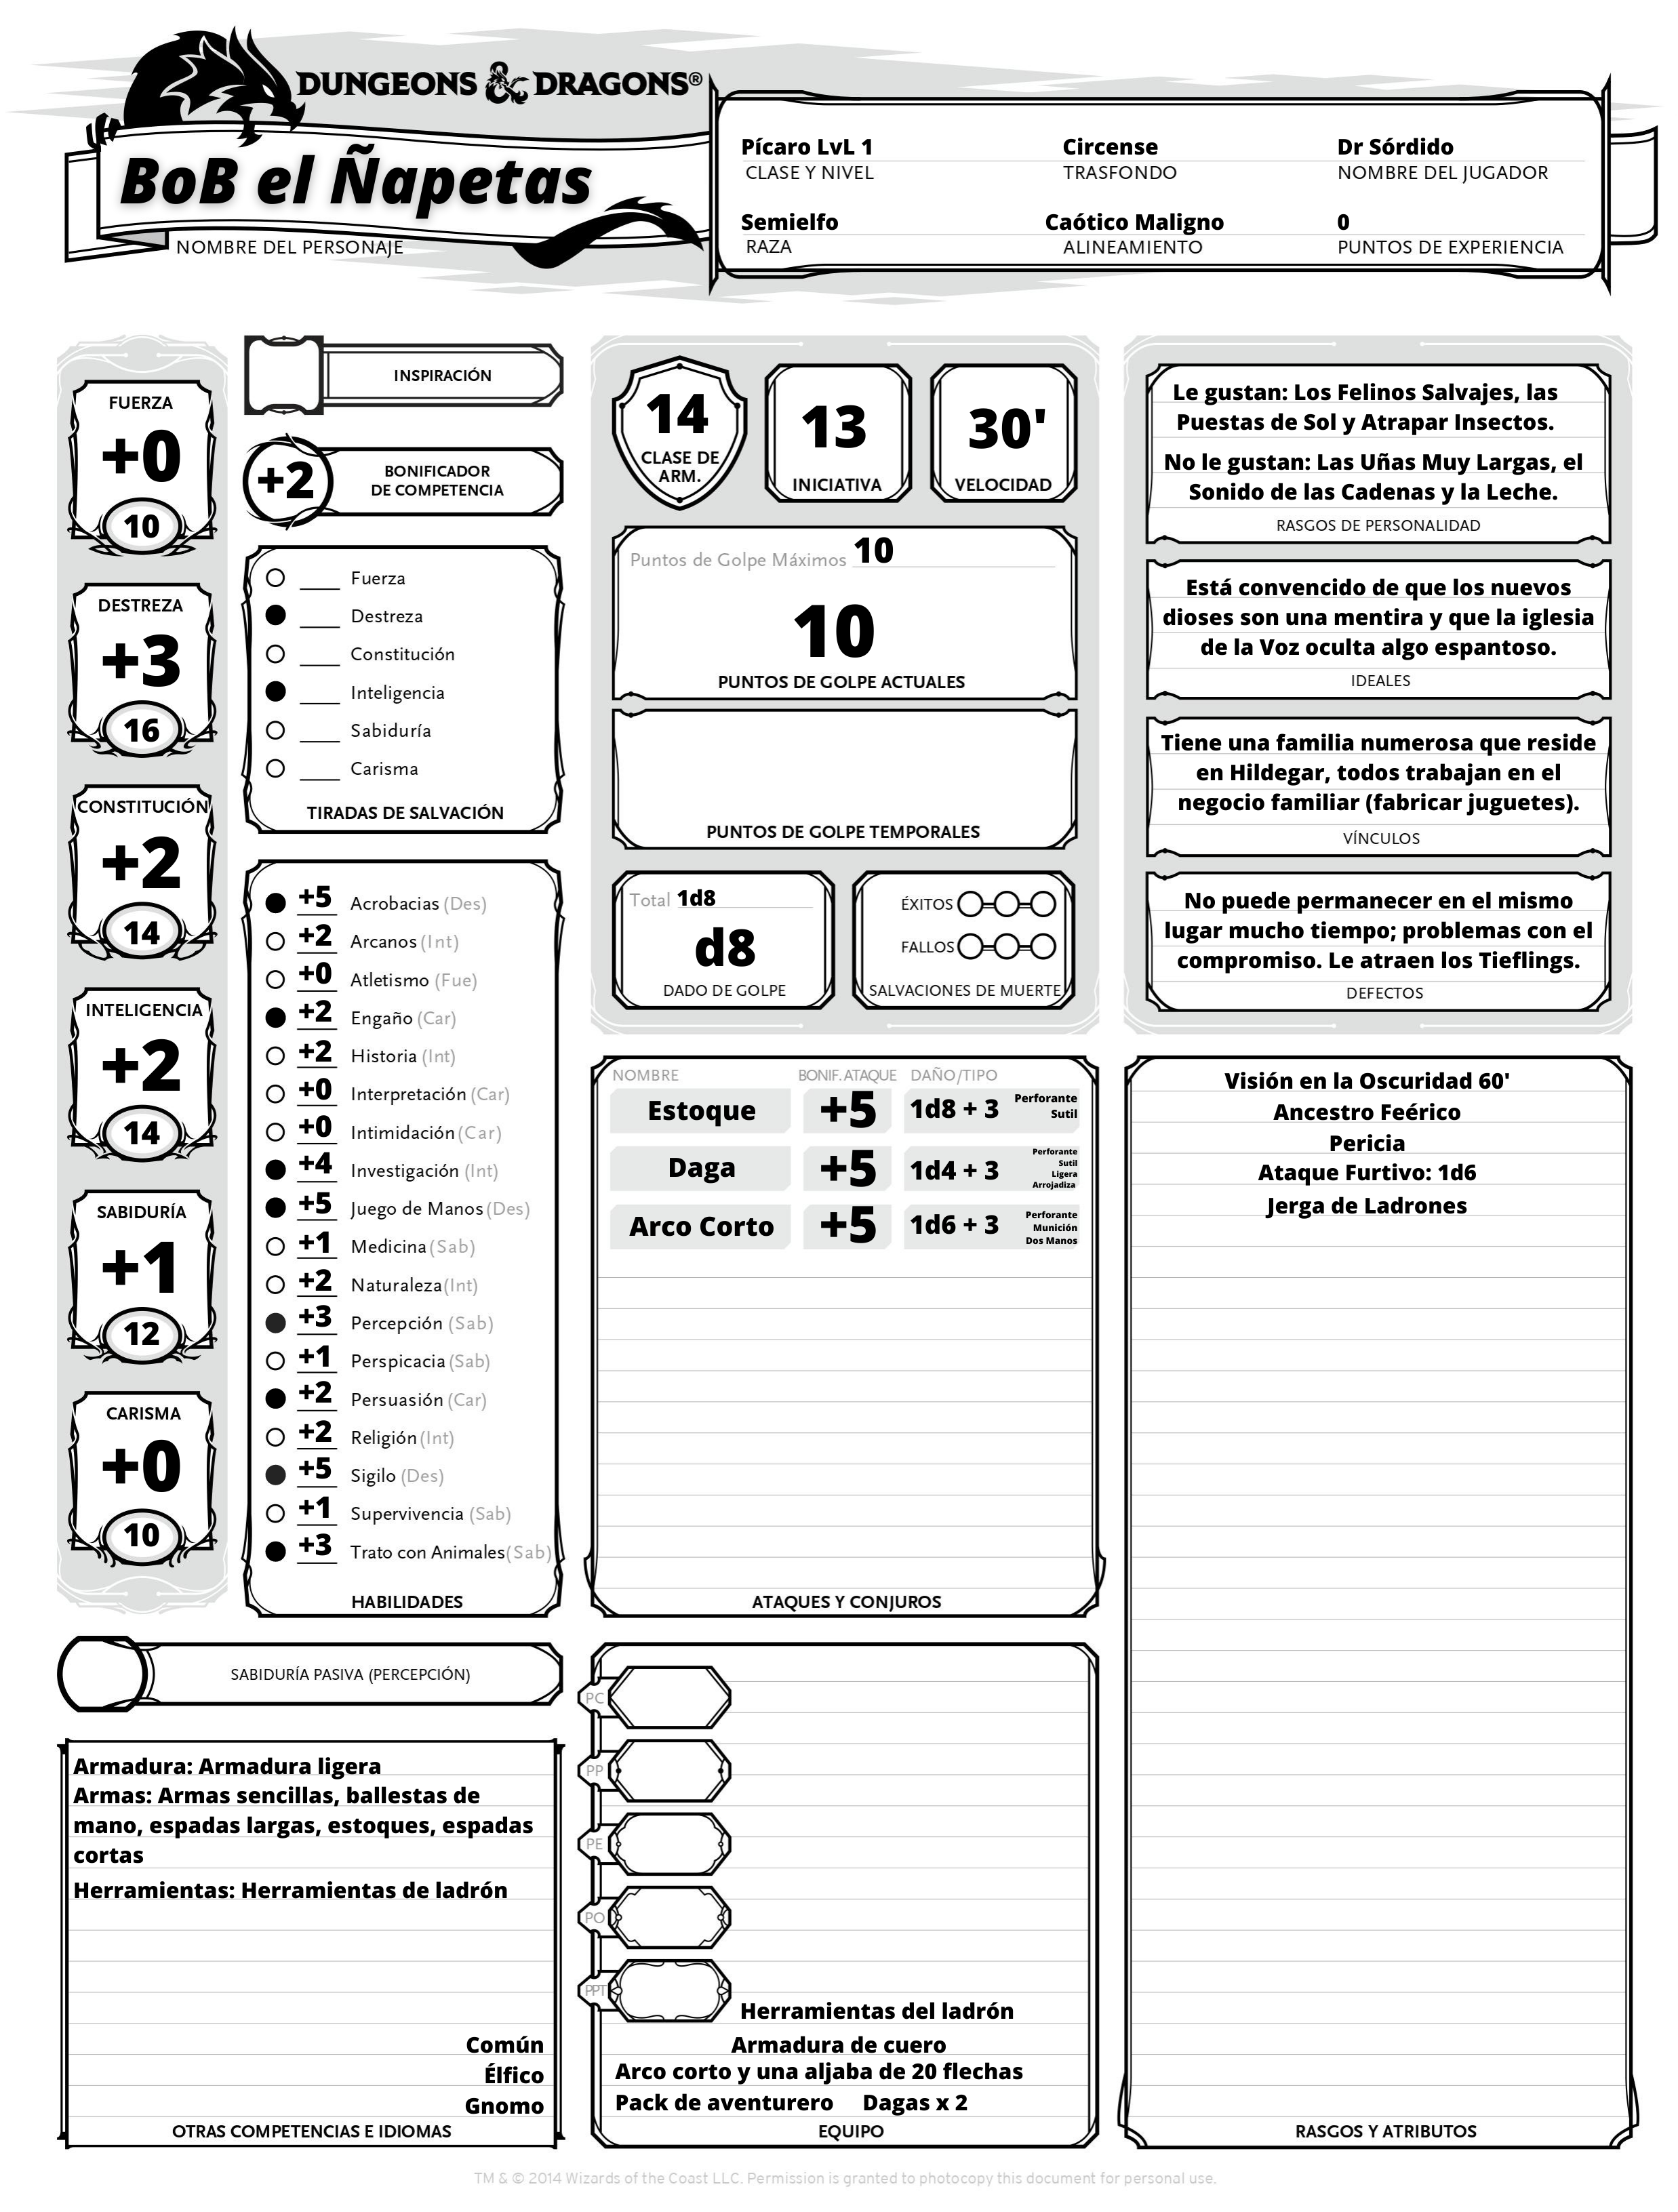 DUNGEONS & DRAGONS®
BoB el Ñapetas
NOMBRE DEL PERSONAJE
Pícaro LvL 1
CLASE Y NIVEL
Circense
TRASFONDO
Dr Sórdido
NOMBRE DEL JUGADOR
Semielfo
RAZA
Caótico Maligno
ALINEAMIENTO
0
PUNTOS DE EXPERIENCIA
FUERZA
+0
10
DESTREZA
+3
16
CONSTITUCIÓN
+2
14
INTELIGENCIA
+2
14
SABIDURÍA
+1
12
CARISMA
+0
10
INSPIRACIÓN
+2
BONIFICADOR
DE COMPETENCIA
Fuerza
Destreza
Constitución
Inteligencia
Sabiduría
Carisma
TIRADAS DE SALVACIÓN
+5 Acrobacias (Des)
+2 Arcanos (Int)
+0 Atletismo (Fue)
+2 Engaño (Car)
+2 Historia (Int)
+0 Interpretación (Car)
+0 Intimidación (Car)
+4 Investigación (Int)
+5 Juego de Manos (Des)
+1 Medicina (Sab)
+2 Naturaleza (Int)
+3 Percepción (Sab)
+1 Perspicacia (Sab)
+2 Persuasión (Car)
+2 Religión (Int)
+5 Sigilo (Des)
+1 Supervivencia (Sab)
+3 Trato con Animales (Sab)
HABILIDADES
SABIDURÍA PASIVA (PERCEPCIÓN)
Armadura: Armadura ligera
Armas: Armas sencillas, ballestas de
mano, espadas largas, estoques, espadas
cortas
Herramientas: Herramientas de ladrón
Común
Élfico
Gnomo
OTRAS COMPETENCIAS E IDIOMAS
14
CLASE DE
ARM.
13
INICIATIVA
30'
VELOCIDAD
Puntos de Golpe Máximos 10
10
PUNTOS DE GOLPE ACTUALES
PUNTOS DE GOLPE TEMPORALES
Total 1d8
d8
DADO DE GOLPE
ÉXITOS
FALLOS
SALVACIONES DE MUERTE
NOMBRE BONIF. ATAQUE DAÑO/TIPO
Estoque +5 1d8 + 3
Perforante
Sutil
Daga +5 1d4 + 3
Perforante
Sutil
Ligera
Arrojadiza
Arco Corto +5 1d6 + 3
Perforante
Munición
Dos Manos
ATAQUES Y CONJUROS
PC
PP
PE
PO
PPT
Herramientas del ladrón
Armadura de cuero
Arco corto y una aljaba de 20 flechas
Pack de aventurero Dagas x 2
EQUIPO
Le gustan: Los Felinos Salvajes, las
Puestas de Sol y Atrapar Insectos.
No le gustan: Las Uñas Muy Largas, el
Sonido de las Cadenas y la Leche.
RASGOS DE PERSONALIDAD
Está convencido de que los nuevos
dioses son una mentira y que la iglesia
de la Voz oculta algo espantoso.
IDEALES
Tiene una familia numerosa que reside
en Hildegar, todos trabajan en el
negocio familiar (fabricar juguetes).
VÍNCULOS
No puede permanecer en el mismo
lugar mucho tiempo; problemas con el
compromiso. Le atraen los Tieflings.
DEFECTOS
Visión en la Oscuridad 60'
Ancestro Feérico
Pericia
Ataque Furtivo: 1d6
Jerga de Ladrones
RASGOS Y ATRIBUTOS
TM & © 2014 Wizards of the Coast LLC. Permission is granted to photocopy this document for personal use.